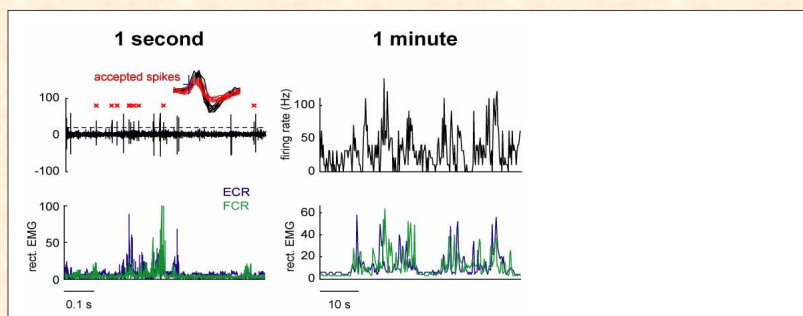 1 second
accepted spikes
100
0
-100
ECR
FCR
100
50
0
rect. EMG
0.1 s
1 minute
firing rate (Hz)
100
50
0
60
40
20
0
rect. EMG
10 s